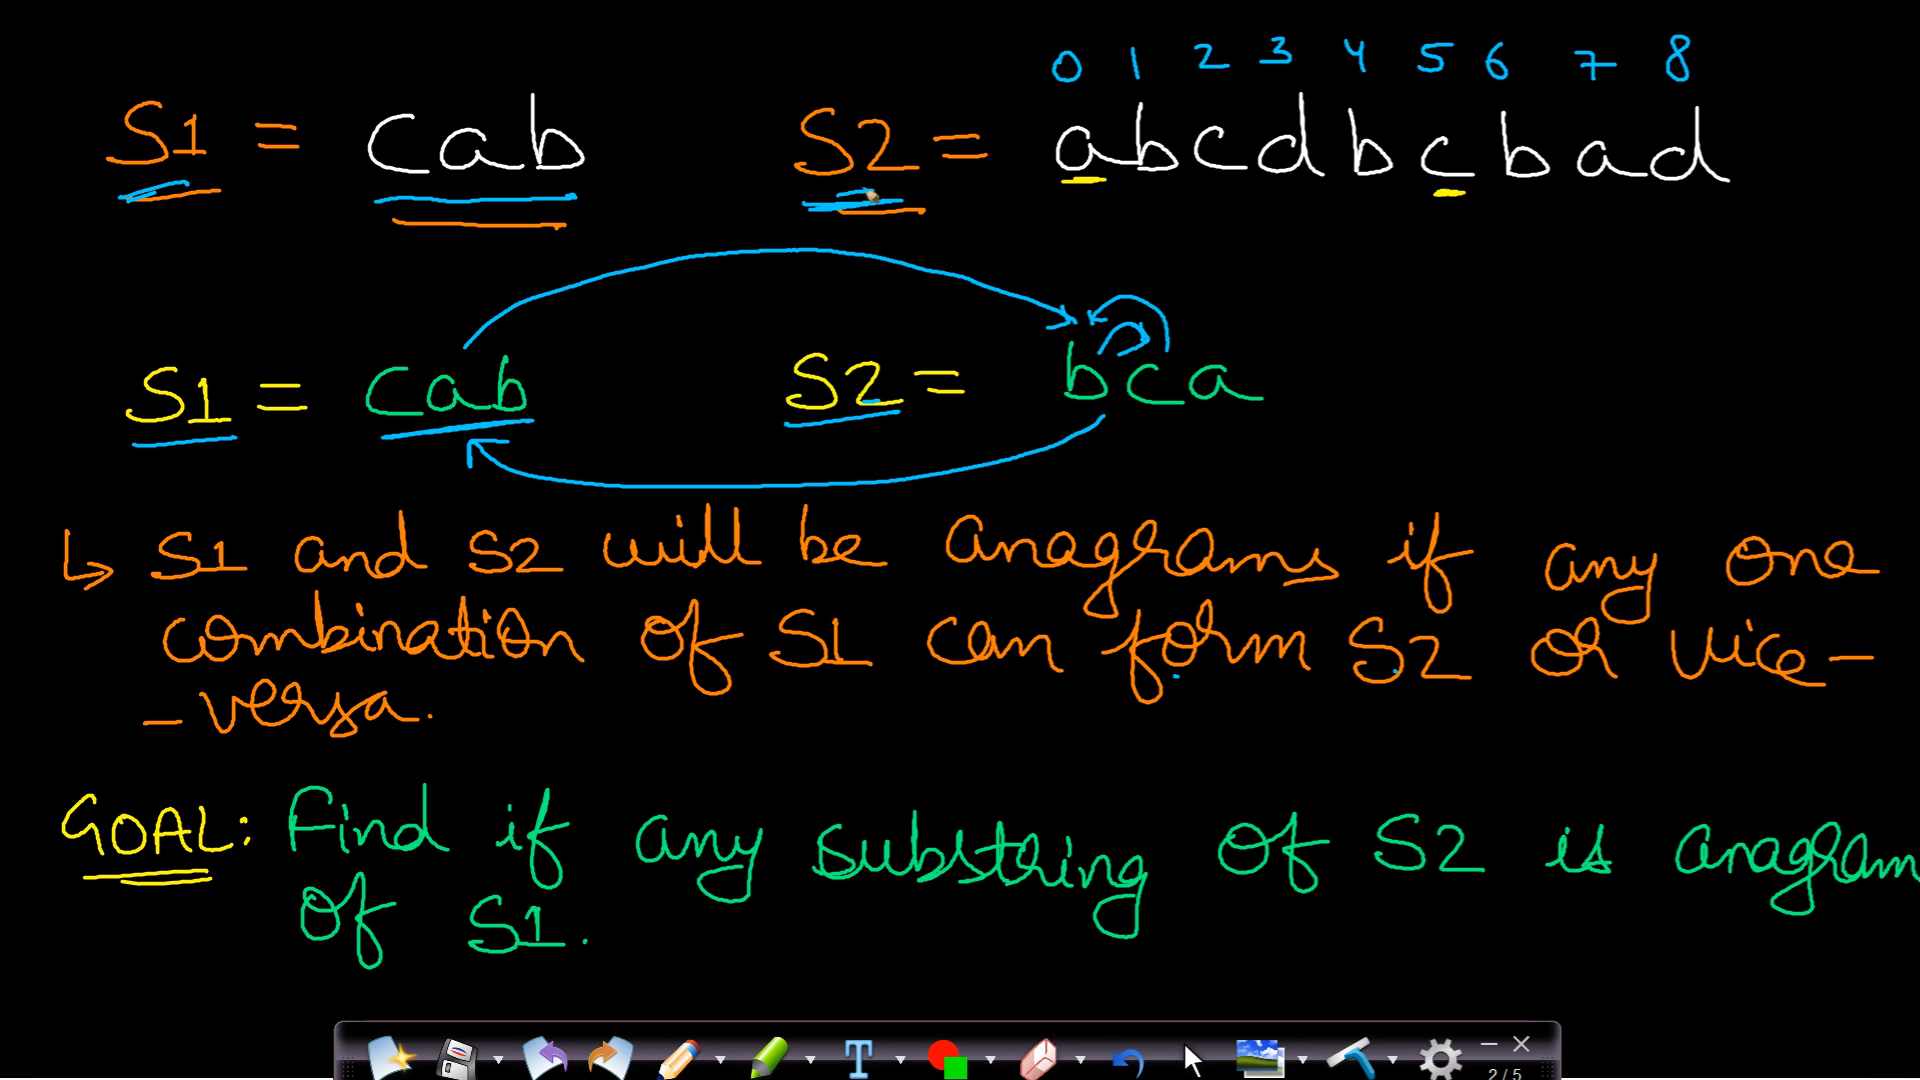 0 1 2 3 4 5 6 7 8
S1 = cab S2 = abcdbcbad
S1 = cab S2 = bca
↳ S1 and S2 will be anagrams if any one
combination of S1 can form S2 or vice-
-versa.
GOAL: Find if any substring of S2 is anagram
of S1.
T
2/5